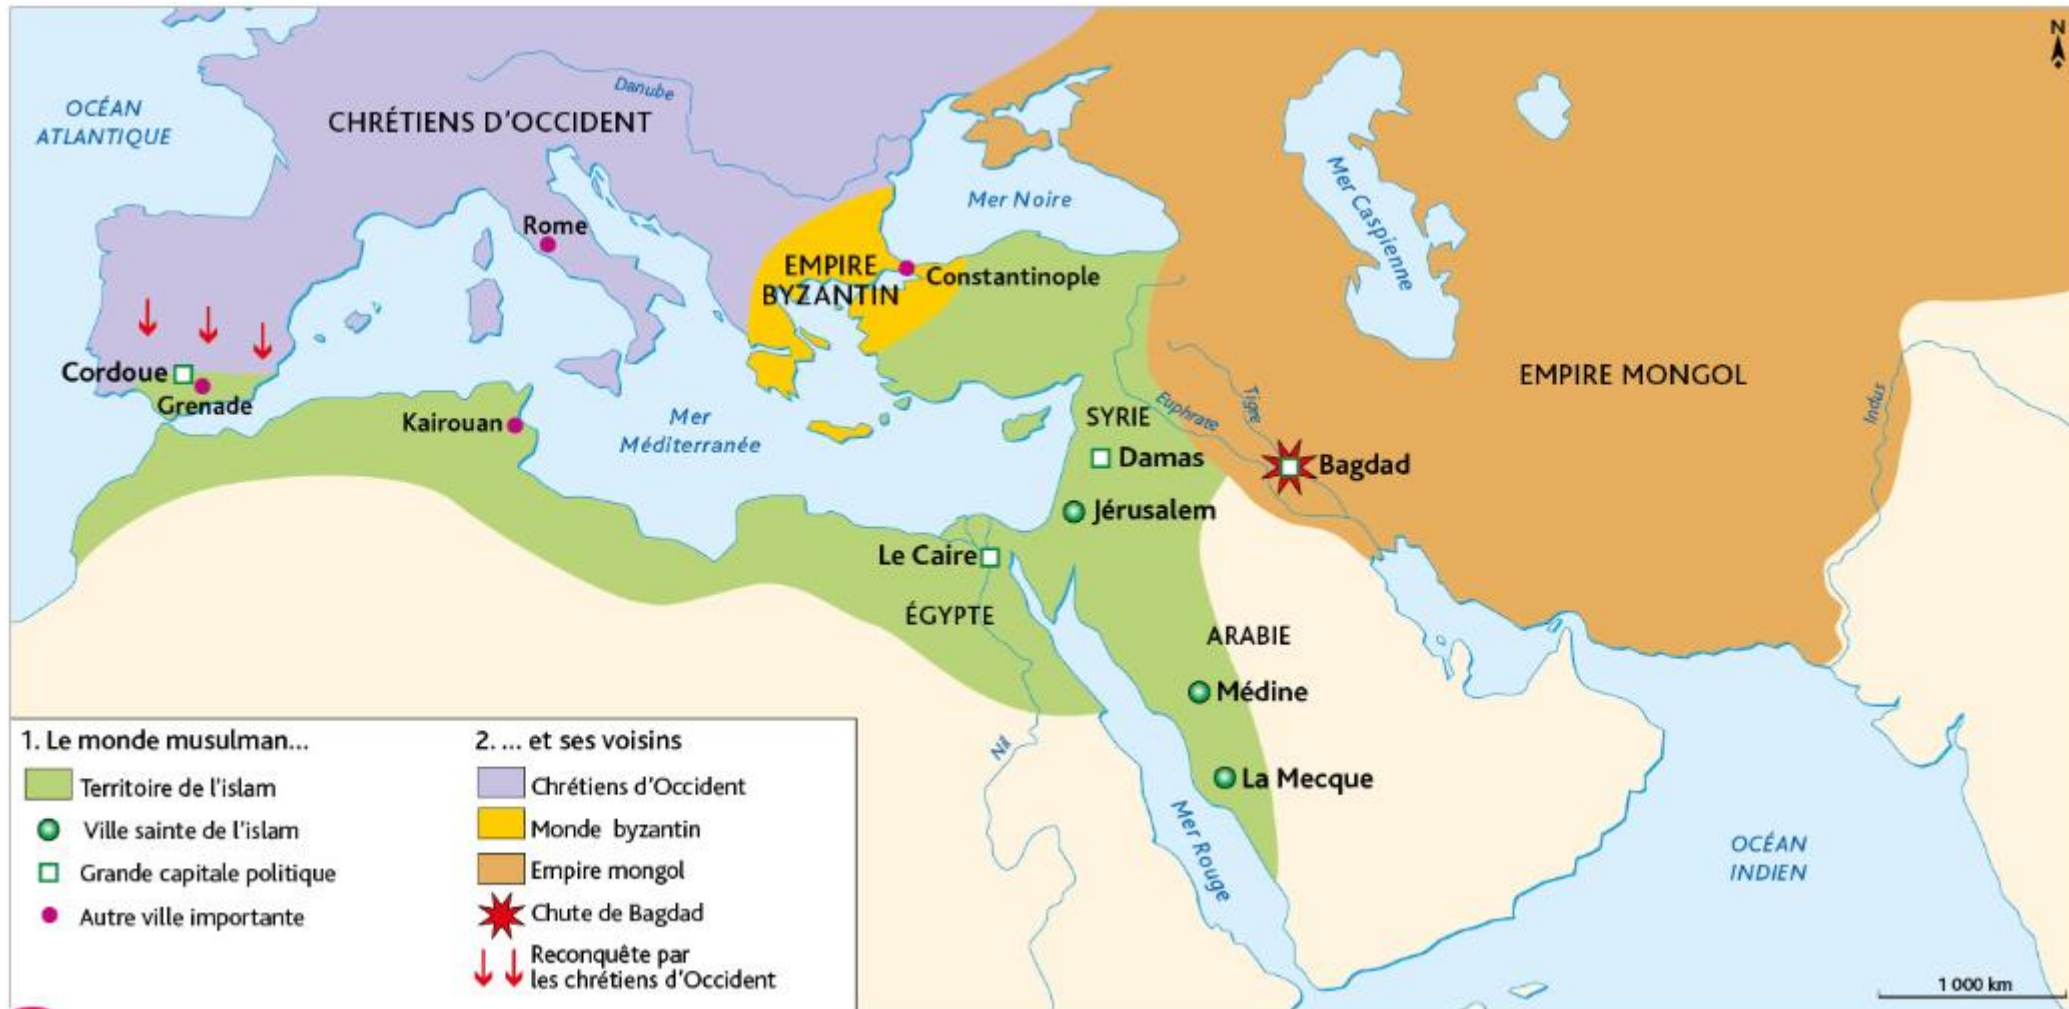 N
OCÉAN
ATLANTIQUE
CHRÉTIENS D'OCCIDENT
Danube
Mer Noire
Mer Caspienne
Rome
EMPIRE
BYZANTIN
Constantinople
Cordoue
Grenade
Kairouan
Mer
Méditerranée
SYRIE
Euphrate
Tigre
Damas
Bagdad
EMPIRE MONGOL
Indus
Jérusalem
Le Caire
ÉGYPTE
ARABIE
Médine
La Mecque
Nil
Mer Rouge
OCÉAN
INDIEN
1 000 km
1. Le monde musulman...
Territoire de l'islam
Ville sainte de l'islam
Grande capitale politique
Autre ville importante
2. ... et ses voisins
Chrétiens d'Occident
Monde byzantin
Empire mongol
Chute de Bagdad
Reconquête par
les chrétiens d'Occident